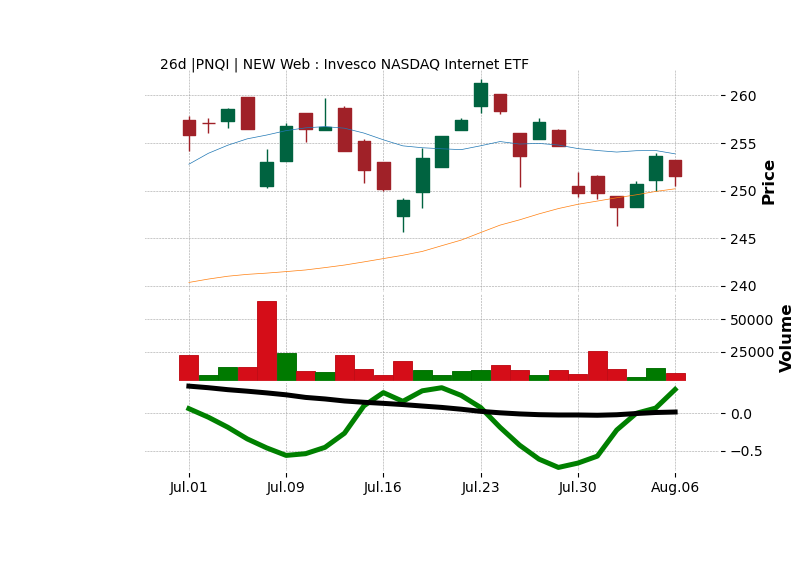 26d |PNQI | NEW Web : Invesco NASDAQ Internet ETF
260
255
250
245
240
Price
50000
25000
Volume
0.0
−0.5
Jul.01 Jul.09 Jul.16 Jul.23 Jul.30 Aug.06